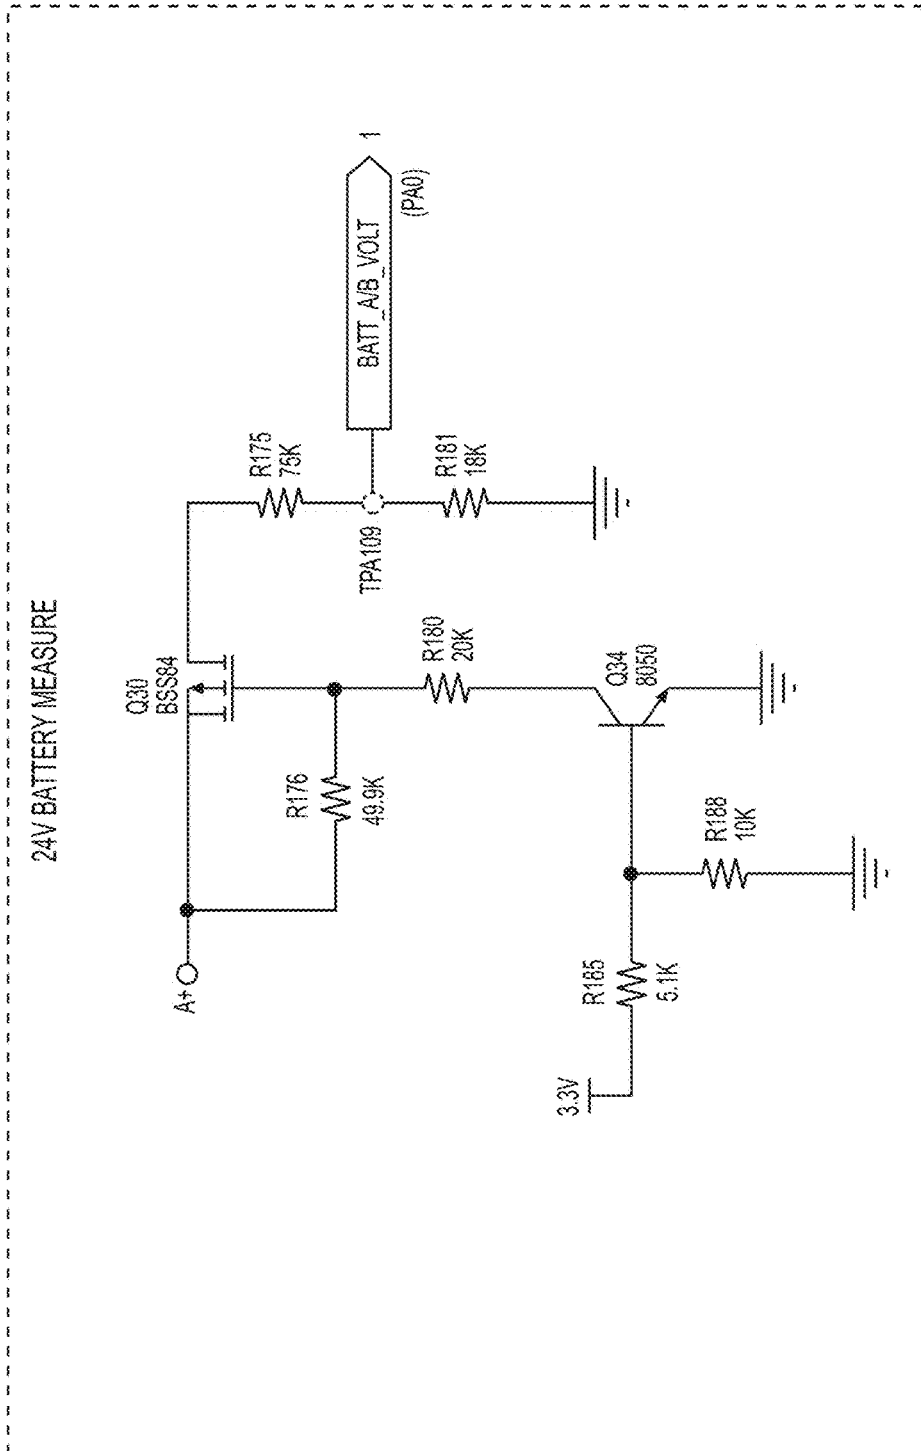 24V BATTERY MEASURE
A+
Q30
BSS84
R176
49.9K
R175
75K
TPA109
BATT_A/B_VOLT
1
(PA0)
R181
18K
R180
20K
Q34
8050
3.3V
R185
5.1K
R188
10K